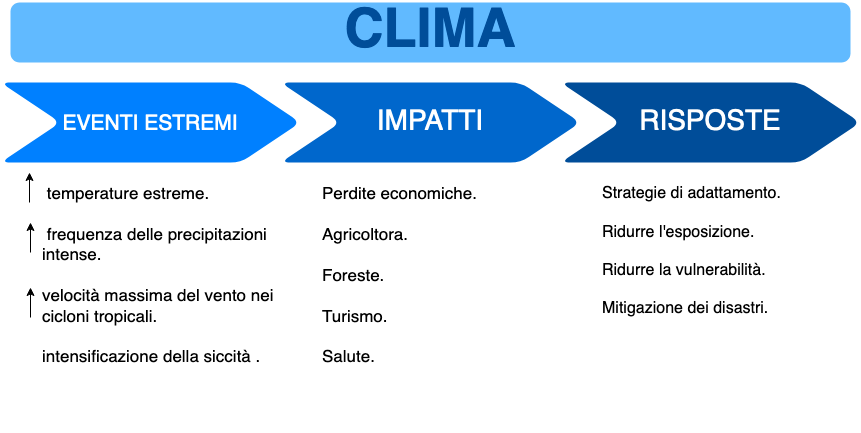 CLIMA
EVENTI ESTREMI
IMPATTI
RISPOSTE
temperature estreme.
frequenza delle precipitazioni
intense.
velocità massima del vento nei
cicloni tropicali.
intensificazione della siccità .
Perdite economiche.
Agricoltora.
Foreste.
Turismo.
Salute.
Strategie di adattamento.
Ridurre l'esposizione.
Ridurre la vulnerabilità.
Mitigazione dei disastri.